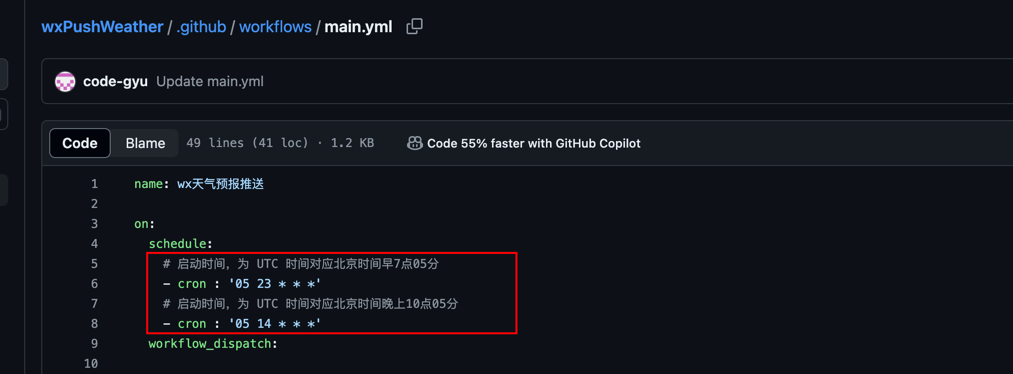 wxPushWeather / .github / workflows / main.yml
code-gyu Update main.yml
Code Blame 49 lines (41 loc) · 1.2 KB Code 55% faster with GitHub Copilot
1 name: wx天气预报推送
2
3 on:
4 schedule:
5 # 启动时间, 为 UTC 时间对应北京时间早7点05分
6 - cron : '05 23 * * *'
7 # 启动时间, 为 UTC 时间对应北京时间晚上10点05分
8 - cron : '05 14 * * *'
9 workflow_dispatch:
10